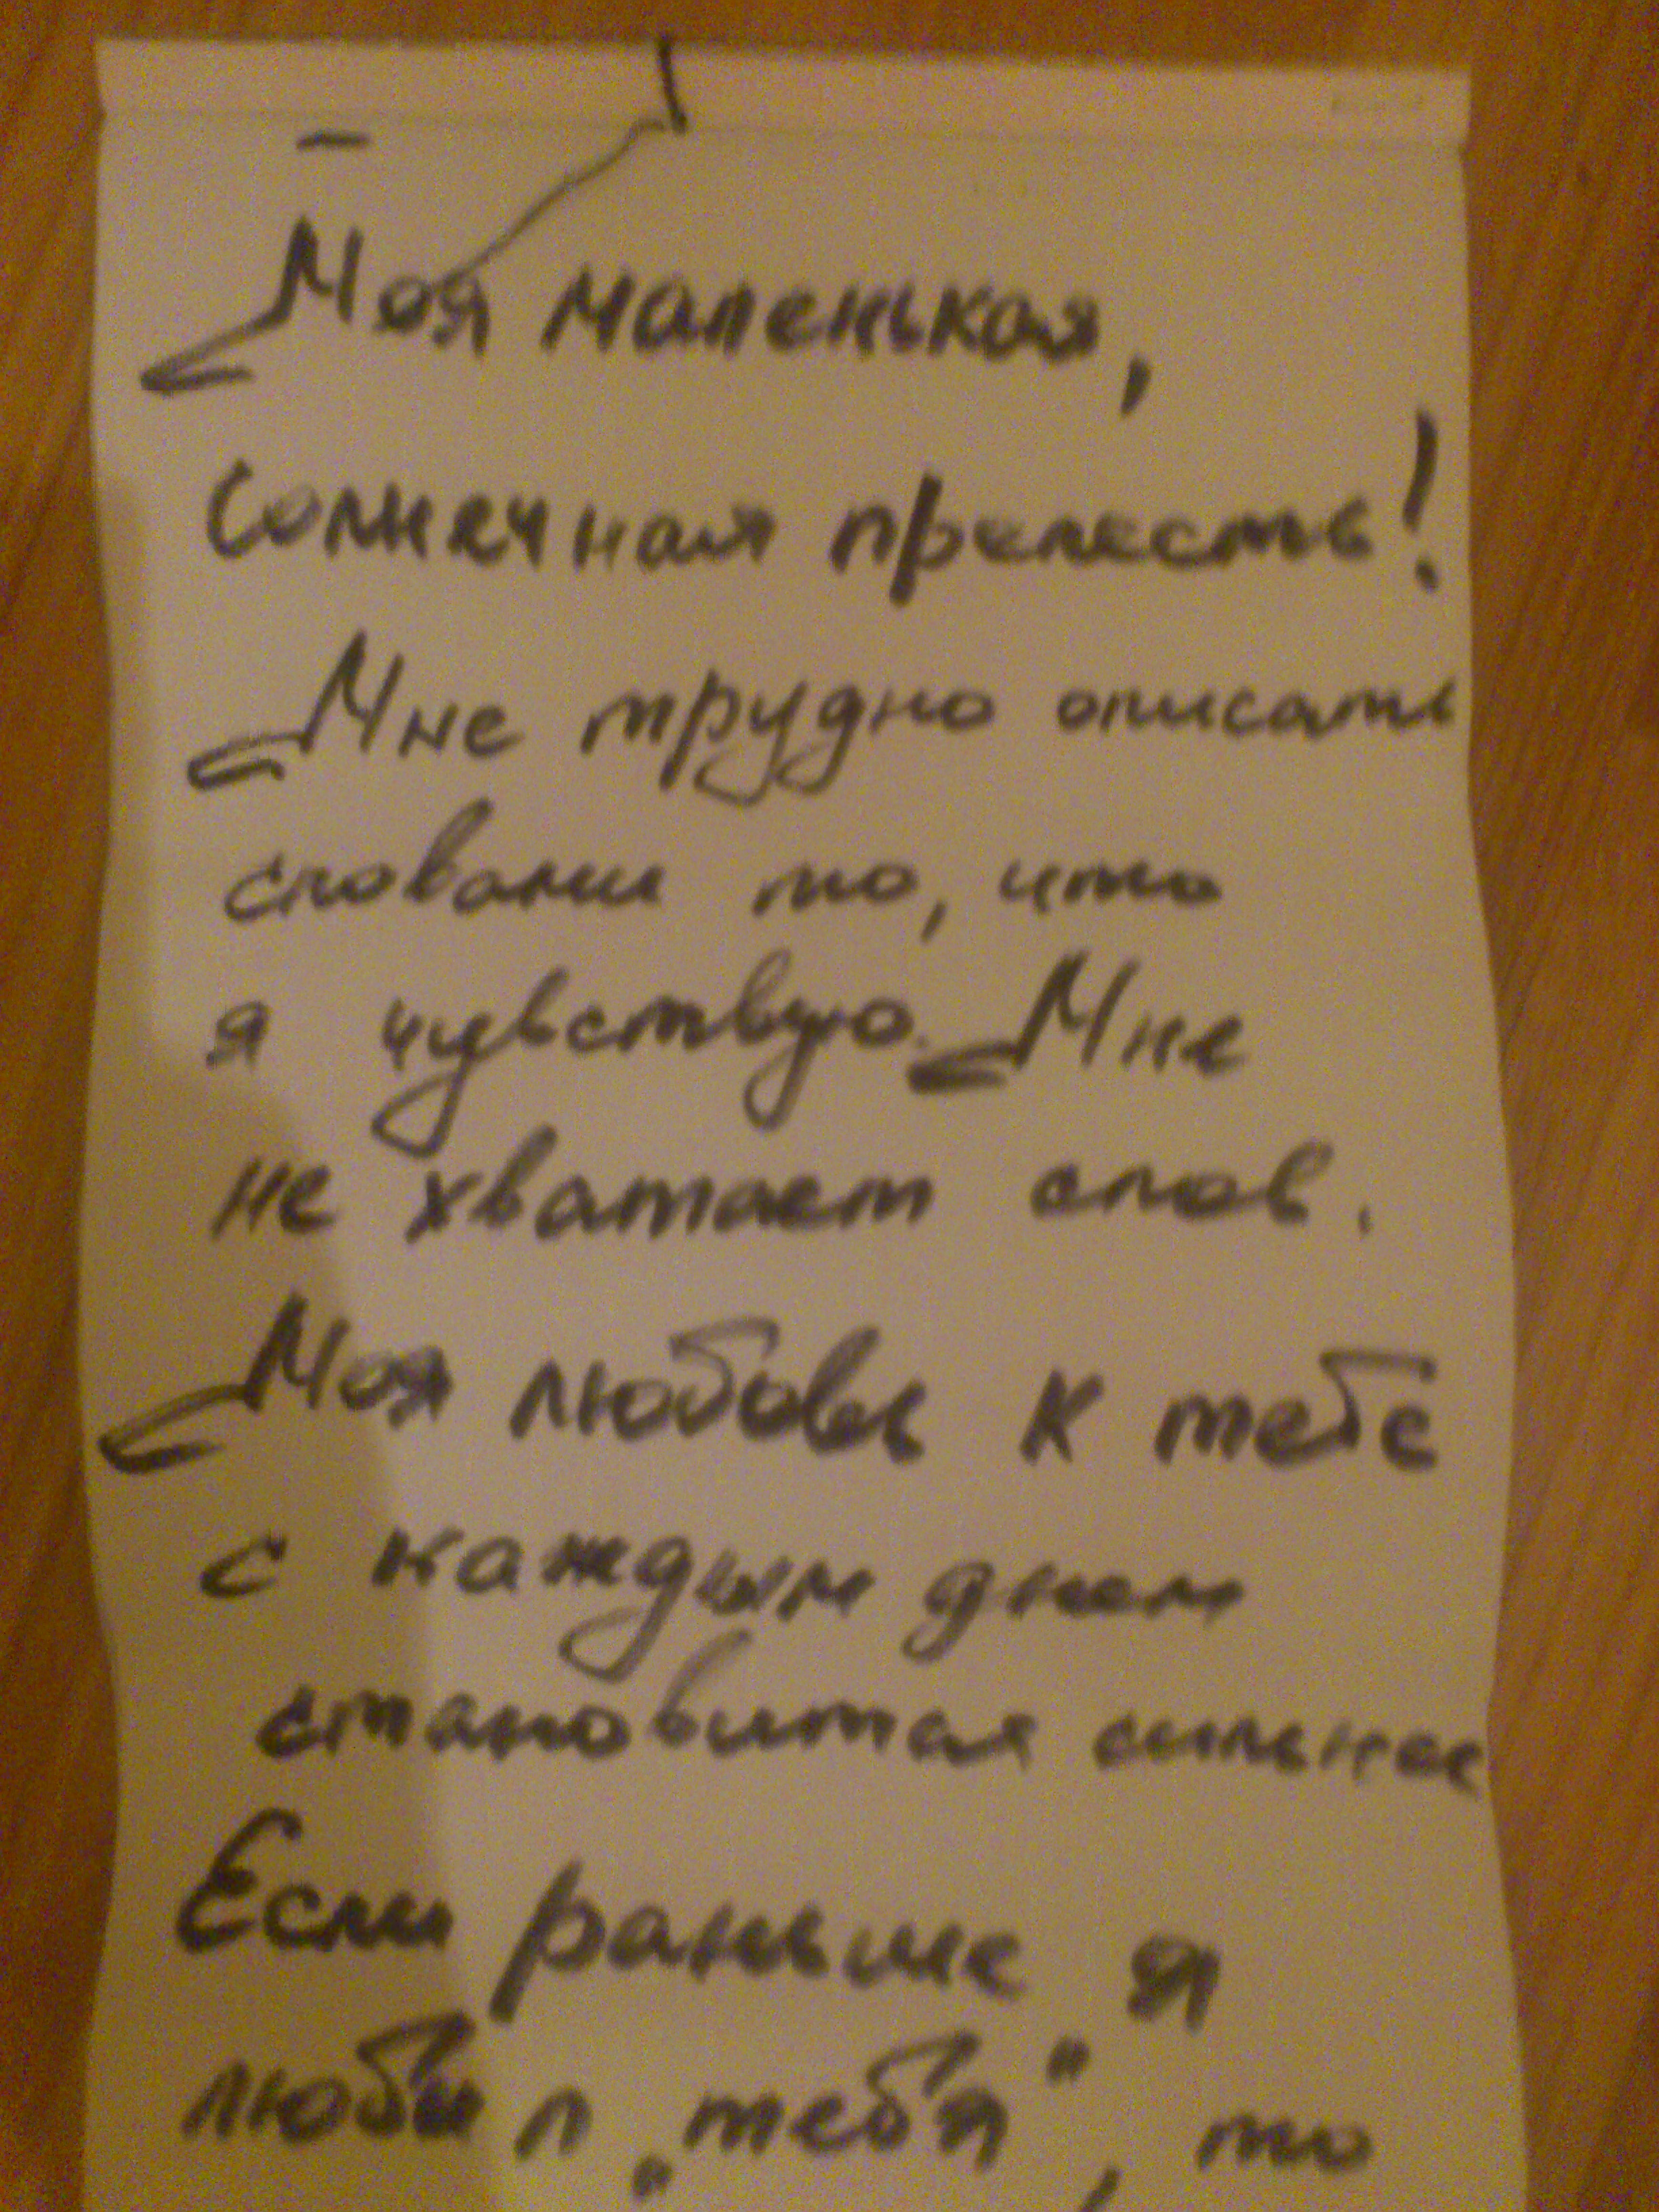 Моя маленькая,
Солнечная прелесть!
Мне трудно описать
словами то, что
я чувствую. Мне
не хватает слов.
Моя любовь к тебе
с каждым днем
становится сильнее
Если раньше я
любил „тебя", то